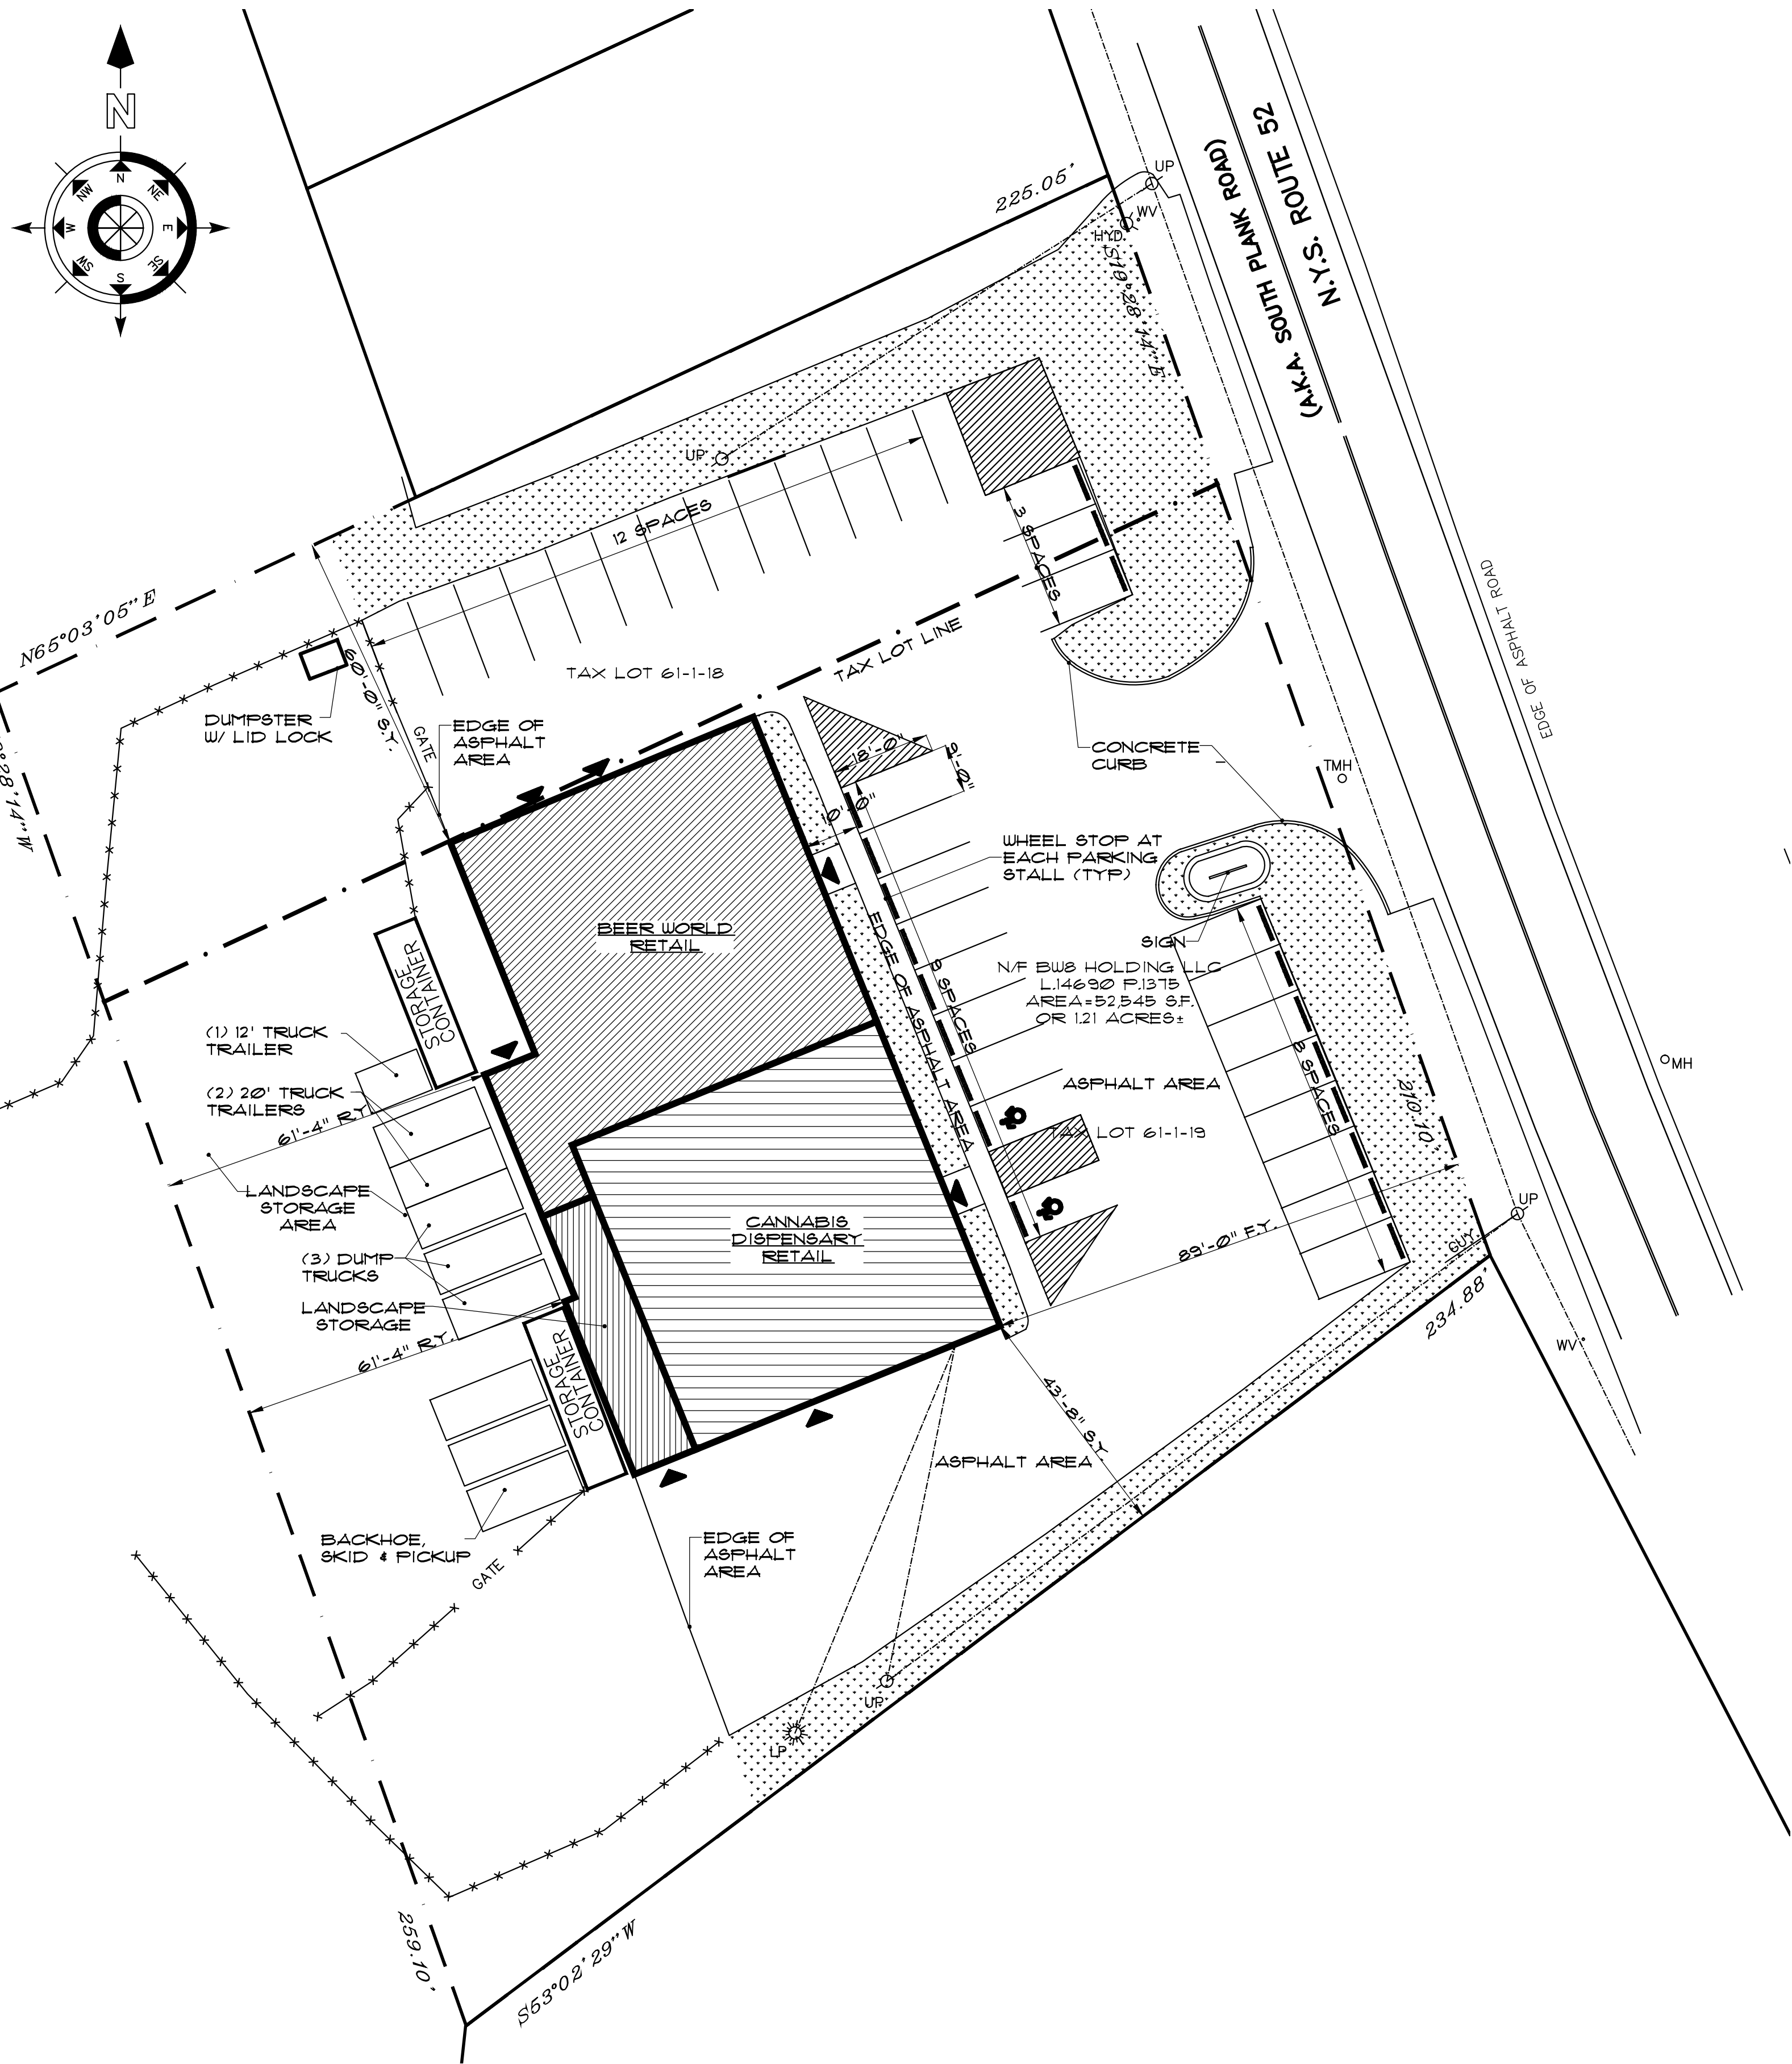 N
N
NE
E
SE
S
SW
W
NW
225.05'
UP
WV
HYD.
S19°28'14"E
(A.K.A. SOUTH PLANK ROAD)
N.Y.S. ROUTE 52
UP
12 SPACES
3 SPACES
EDGE OF ASPHALT ROAD
N65°03'05"E
60'-0" S.Y.
TAX LOT 61-1-18
TAX LOT LINE
DUMPSTER
W/ LID LOCK
GATE
EDGE OF
ASPHALT
AREA
18'-0"
9'-0"
CONCRETE
CURB
TMH
28'14"W
10'-0"
WHEEL STOP AT
EACH PARKING
STALL (TYP)
BEER WORLD
RETAIL
EDGE OF ASPHALT AREA
SIGN
STORAGE
CONTAINER
9 SPACES
N/F BW8 HOLDING LLC
L.14690 P.1375
AREA=52,545 S.F.
OR 1.21 ACRES±
(1) 12' TRUCK
TRAILER
8 SPACES
MH
(2) 20' TRUCK
TRAILERS
ASPHALT AREA
61'-4" R.Y.
210.10'
TAX LOT 61-1-19
LANDSCAPE
STORAGE
AREA
UP
CANNABIS
DISPENSARY
RETAIL
89'-0" F.Y.
GUY.
(3) DUMP
TRUCKS
LANDSCAPE
STORAGE
234.88'
61'-4" R.Y.
STORAGE
CONTAINER
WV
43'-8" S.Y.
ASPHALT AREA
BACKHOE,
SKID & PICKUP
EDGE OF
ASPHALT
AREA
GATE
UP
LP
259.10'
S53°02'29"W